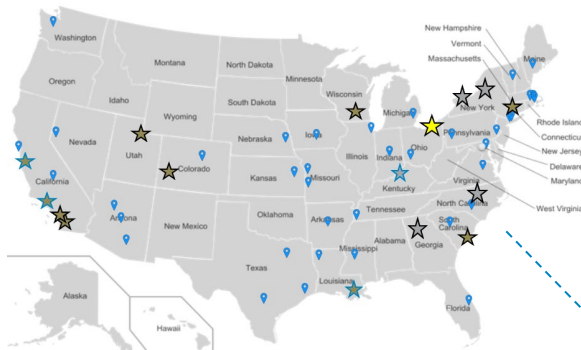 New Hampshire
Vermont
Massachusetts
Maine
Washington
Montana
North Dakota
Minnesota
Oregon
Idaho
South Dakota
Wisconsin
Michigan
New York
Wyoming
Rhode Island
Connecticu
New Jersey
Delaware
Maryland
West Virginia
Nebraska
Iowa
Pennsylvania
Nevada
Utah
Illinois
Indiana
Ohio
Colorado
California
Kansas
Missouri
Kentucky
Virginia
Oklahoma
Tennessee
North Carolina
Arizona
New Mexico
Arkansas
South
Carolina
Mississippi
Alabama
Georgia
Texas
Louisiana
Florida
Alaska
Hawaii